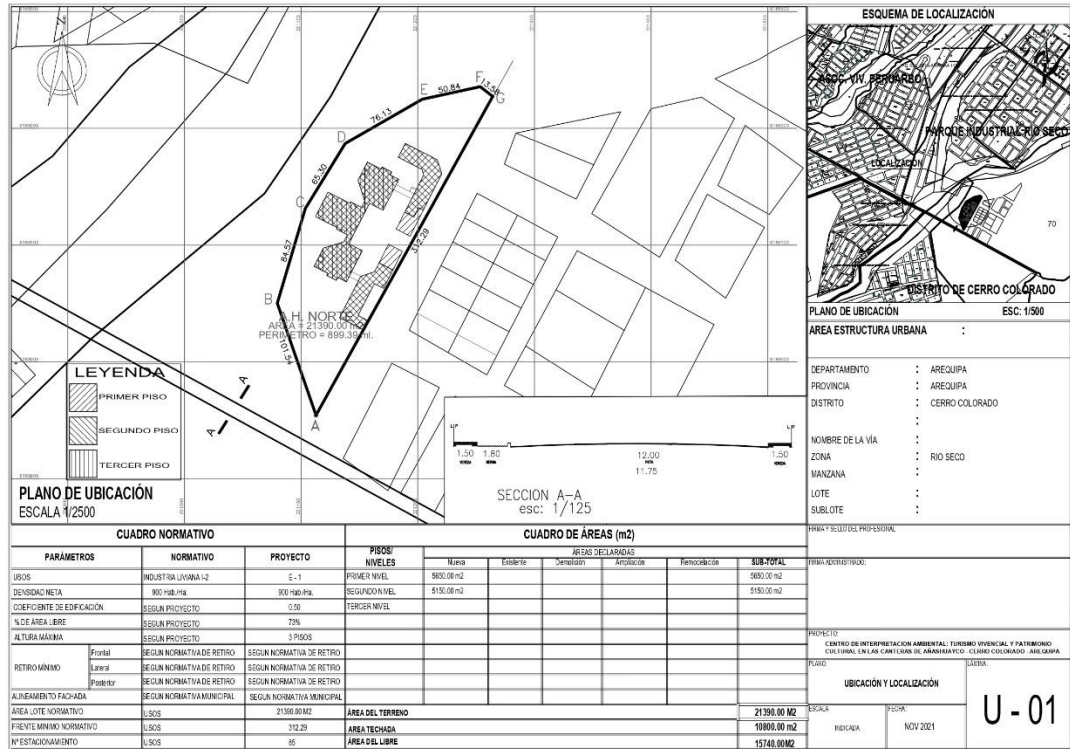 ESQUEMA DE LOCALIZACIÓN
ASOC. VIV. PERUARBO
PARQUE INDUSTRIAL RIO SECO
LOCALIZACIÓN
70
DISTRITO DE CERRO COLORADO
PLANO DE UBICACIÓN ESC: 1/500
AREA ESTRUCTURA URBANA :
DEPARTAMENTO : AREQUIPA
PROVINCIA : AREQUIPA
DISTRITO : CERRO COLORADO
:
NOMBRE DE LA VÍA :
ZONA : RIO SECO
MANZANA :
LOTE :
SUBLOTE :
FIRMA Y SELLO DEL PROFESIONAL
FIRMA ADMINISTRADO:
PROYECTO:
CENTRO DE INTERPRETACION AMBIENTAL: TURISMO VIVENCIAL Y PATRIMONIO
CULTURAL EN LAS CANTERAS DE AÑASHUAYCO - CERRO COLORADO - AREQUIPA
PLANO:
UBICACIÓN Y LOCALIZACIÓN
LÁMINA:
U - 01
ESCALA:
INDICADA
FECHA:
NOV 2021
F
13.58
G
E
50.84
76.13
D
65.30
C
84.57
312.29
B
A.H. NORTE
AREA = 21390.00 m2
PERIMETRO = 899.39 ml.
101.54
A
A
A
LEYENDA
PRIMER PISO
SEGUNDO PISO
TERCER PISO
PLANO DE UBICACIÓN
ESCALA 1/2500
1.50 1.80 12.00 1.50
VEREDA BERMA PISTA VEREDA
11.75
SECCION A-A
esc: 1/125
CUADRO NORMATIVO
PARÁMETROS NORMATIVO PROYECTO
USOS INDUSTRIA LIVIANA I-2 E - 1
DENSIDAD NETA 900 Hab./Ha. 900 Hab./Ha.
COEFICIENTE DE EDIFICACIÓN SEGUN PROYECTO 0.50
% DE ÁREA LIBRE SEGUN PROYECTO 73%
ALTURA MÁXIMA SEGUN PROYECTO 3 PISOS
RETIRO MÍNIMO
Frontal SEGUN NORMATIVA DE RETIRO SEGUN NORMATIVA DE RETIRO
Lateral SEGUN NORMATIVA DE RETIRO SEGUN NORMATIVA DE RETIRO
Posterior SEGUN NORMATIVA DE RETIRO SEGUN NORMATIVA DE RETIRO
ALINEAMIENTO FACHADA SEGUN NORMATIVA MUNICIPAL SEGUN NORMATIVA MUNICIPAL
ÁREA LOTE NORMATIVO USOS 21390.00 M2
FRENTE MINIMO NORMATIVO USOS 312.29
Nº ESTACIONAMIENTO USOS
CUADRO DE ÁREAS (m2)
PISOS/ NIVELES
ÁREAS DECLARADAS
Nueva Existente Demolición Ampliación Remodelación SUB-TOTAL
PRIMER NIVEL 5650.00 m2 5650.00 m2
SEGUNDO NIVEL 5150.00 m2 5150.00 m2
TERCER NIVEL
ÁREA DEL TERRENO 21390.00 M2
AREA TECHADA 10800.00 m2
ÁREA DEL LIBRE 15740.00M2